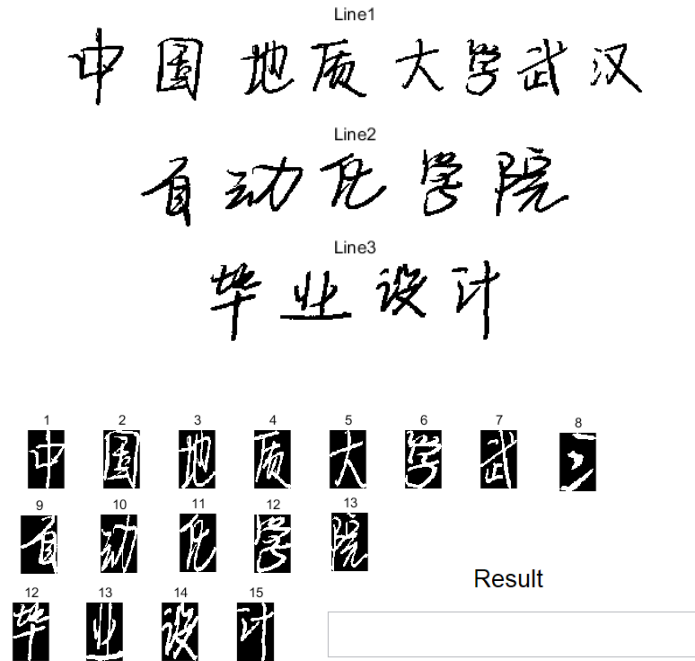 Line1
中国地质大学武汉
Line2
自动化学院
Line3
毕业设计
1 2 3 4 5 6 7 8
中 国 地 质 大 学 武 氵
9 10 11 12 13
自 动 化 学 院
Result
12 13 14 15
毕 业 设 计